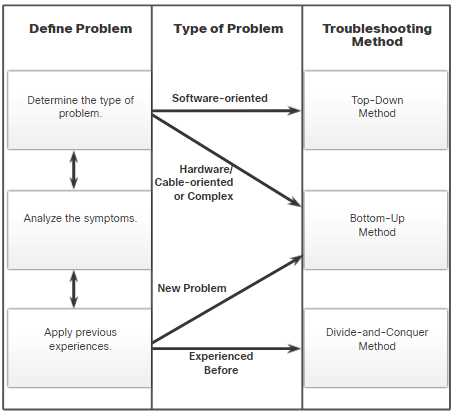 Define Problem
Type of Problem
Troubleshooting
Method
Determine the type of
problem.
Software-oriented
Top-Down
Method
Hardware/
Cable-oriented
or Complex
Analyze the symptoms.
Bottom-Up
Method
New Problem
Apply previous
experiences.
Experienced
Before
Divide-and-Conquer
Method